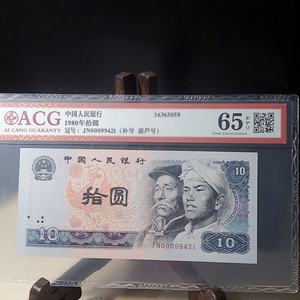 ACG
AI CANG GUARANTY
中国人民银行
1980年拾圆
16365059
冠号: JN00099421 (补号 葫芦号)
65 EPQ
Gem Uncirculated
中国人民银行
10
拾圆
JN00099421
10
10